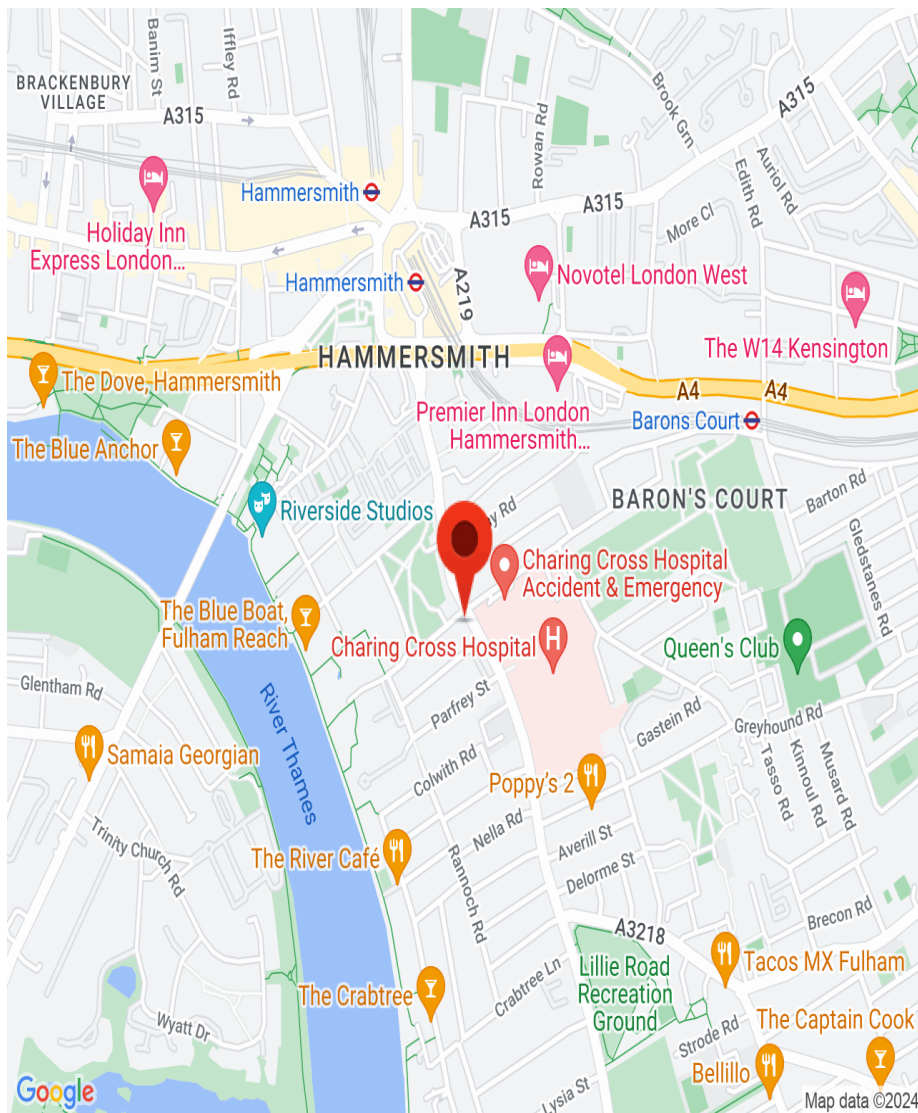 Banim St
Iffley Rd
BRACKENBURY
VILLAGE
A315
Brook Grn
A315
Rowan Rd
Hammersmith
A315
A315
Edith Rd
Auriol Rd
More Cl
Holiday Inn
Express London...
Hammersmith
A219
Novotel London West
The W14 Kensington
HAMMERSMITH
The Dove, Hammersmith
A4
A4
Premier Inn London
Hammersmith...
Barons Court
The Blue Anchor
BARON'S COURT
Barton Rd
Riverside Studios
Rd
Gledstanes Rd
Charing Cross Hospital
Accident & Emergency
The Blue Boat,
Fulham Reach
Charing Cross Hospital
H
Queen's Club
Glentham Rd
River Thames
Parfrey St
Gastein Rd
Greyhound Rd
Samaia Georgian
Colwith Rd
Poppy's 2
Tasso Rd
Kinnoul Rd
Musard Rd
Trinity Church Rd
Nella Rd
Averill St
The River Café
Rannoch Rd
Delorme St
Brecon Rd
A3218
Lillie Road
Recreation
Ground
Tacos MX Fulham
Crabtree Ln
The Crabtree
Wyatt Dr
Strode Rd
The Captain Cook
Bellillo
Lysia St
Google
Map data ©2024